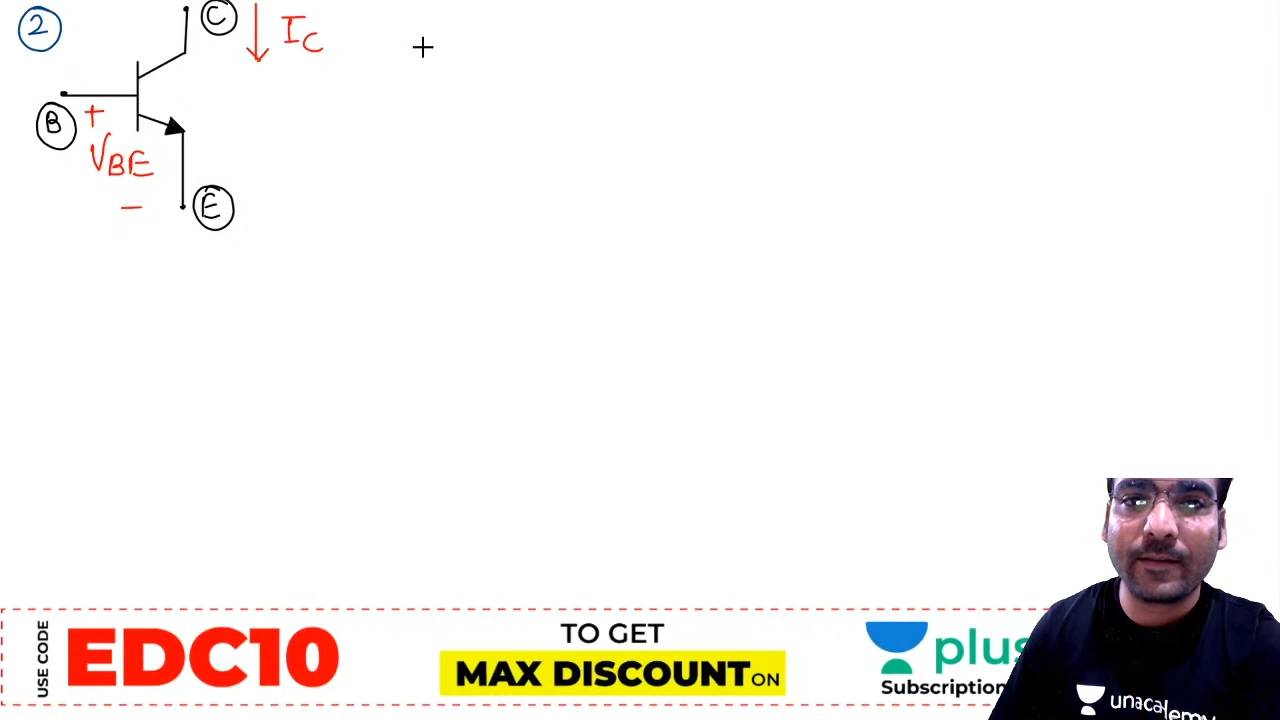 2
C
I_C
B
+
V_BE
-
E
USE CODE
EDC10
TO GET
MAX DISCOUNT ON
plus
Subscription
unacademy